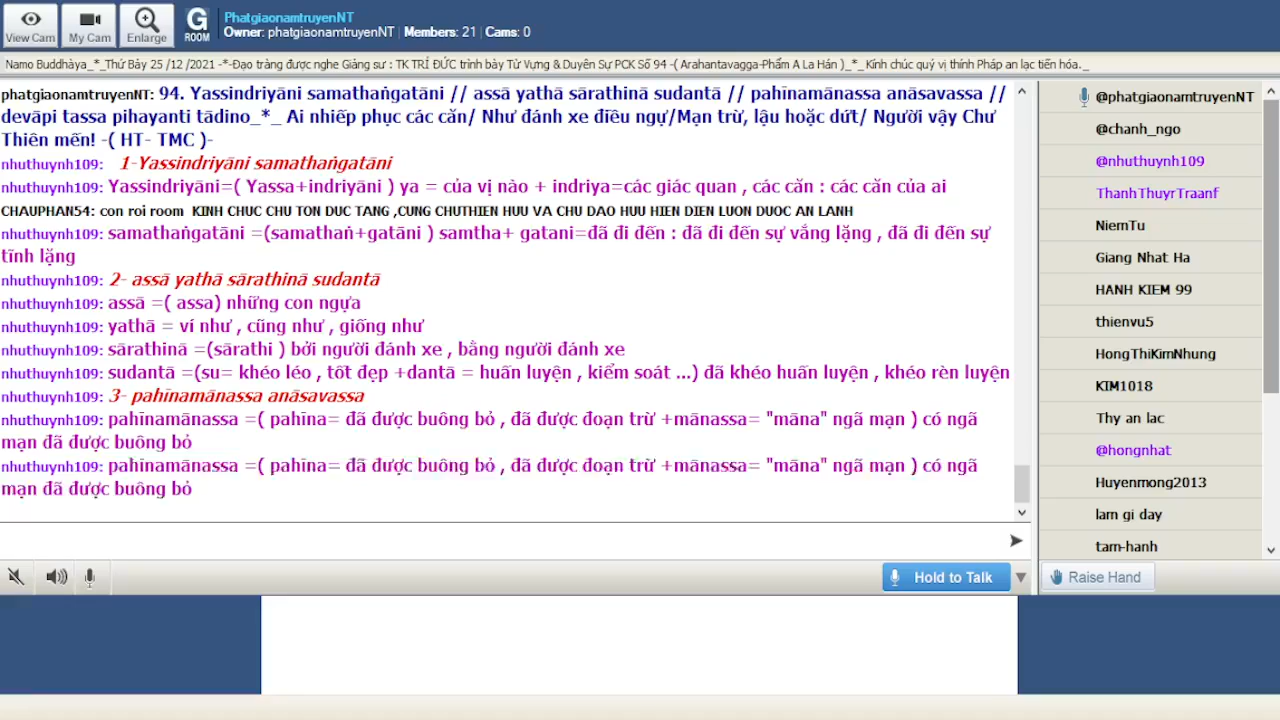 View Cam
My Cam
Enlarge
G
ROOM
PhatgiaonamtruyenNT
Owner: phatgiaonamtruyenNT | Members: 21 | Cams: 0
Namo Buddhàya_*_Thứ Bảy 25 /12 /2021 -*-Đạo tràng được nghe Giảng sư : TK TRÍ ĐỨC trình bày Từ Vựng & Duyên Sự PCK Số 94 -( Arahantavagga-Phẩm A La Hán )_*_ Kính chúc quý vị thính Pháp an lạc tiến hóa._
phatgiaonamtruyenNT: 94. Yassindriyāni samathaṅgatāni // assā yathā sārathinā sudantā // pahīnamānassa anāsavassa //
devāpi tassa pihayanti tādino_*_ Ai nhiếp phục các căn/ Như đánh xe điều ngự/Mạn trừ, lậu hoặc dứt/ Người vậy Chư
Thiên mến! -( HT- TMC )-
nhuthuynh109: 1-Yassindriyāni samathaṅgatāni
nhuthuynh109: Yassindriyāni=( Yassa+indriyāni ) ya = của vị nào + indriya=các giác quan , các căn : các căn của ai
CHAUPHAN54: con roi room KINH CHUC CHU TON DUC TANG ,CUNG CHUTHIEN HUU VA CHU DAO HUU HIEN DIEN LUON DUOC AN LANH
nhuthuynh109: samathaṅgatāni =(samathaṅ+gatāni ) samtha+ gatani=đã đi đến : đã đi đến sự vắng lặng , đã đi đến sự
tĩnh lặng
nhuthuynh109: 2- assā yathā sārathinā sudantā
nhuthuynh109: assā =( assa) những con ngựa
nhuthuynh109: yathā = ví như , cũng như , giống như
nhuthuynh109: sārathinā =(sārathi ) bởi người đánh xe , bằng người đánh xe
nhuthuynh109: sudantā =(su= khéo léo , tốt đẹp +dantā = huấn luyện , kiểm soát ...) đã khéo huấn luyện , khéo rèn luyện
nhuthuynh109: 3- pahīnamānassa anāsavassa
nhuthuynh109: pahīnamānassa =( pahīna= đã được buông bỏ , đã được đoạn trừ +mānassa= "māna" ngã mạn ) có ngã
mạn đã được buông bỏ
nhuthuynh109: pahīnamānassa =( pahīna= đã được buông bỏ , đã được đoạn trừ +mānassa= "māna" ngã mạn ) có ngã
mạn đã được buông bỏ
@phatgiaonamtruyenNT
@chanh_ngo
@nhuthuynh109
ThanhThuyrTraanf
NiemTu
Giang Nhat Ha
HANH KIEM 99
thienvu5
HongThiKimNhung
KIM1018
Thy an lac
@hongnhat
Huyenmong2013
lam gi day
tam-hanh
Hold to Talk
Raise Hand